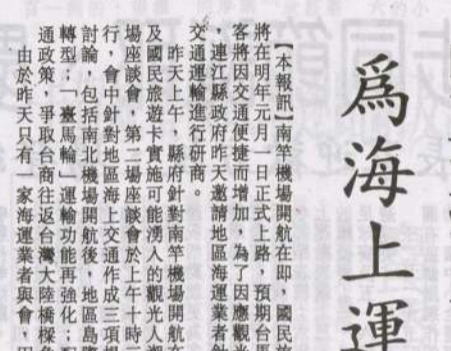 為海上運
【本報訊】南竿機場開航在即，國民旅
將在明年元月一日正式上路，預期台馬
客將因交通便捷而增加，為了因應觀光
，連江縣政府昨天邀請地區海運業者針
交通運輸進行研商。
昨天上午，縣府針對南竿機場開航在
及國民旅遊卡實施可能湧入的觀光人潮
場座談會，第二場座談會於上午十時三
行，會中針對地區海上交通作成三項
討論，包括南北機場開航後，地區島際
轉型；「臺馬輪」運輸功能再強化；配
通政策，爭取台商往返台灣大陸橋樑
由於昨天只有一家海運業者與會，因